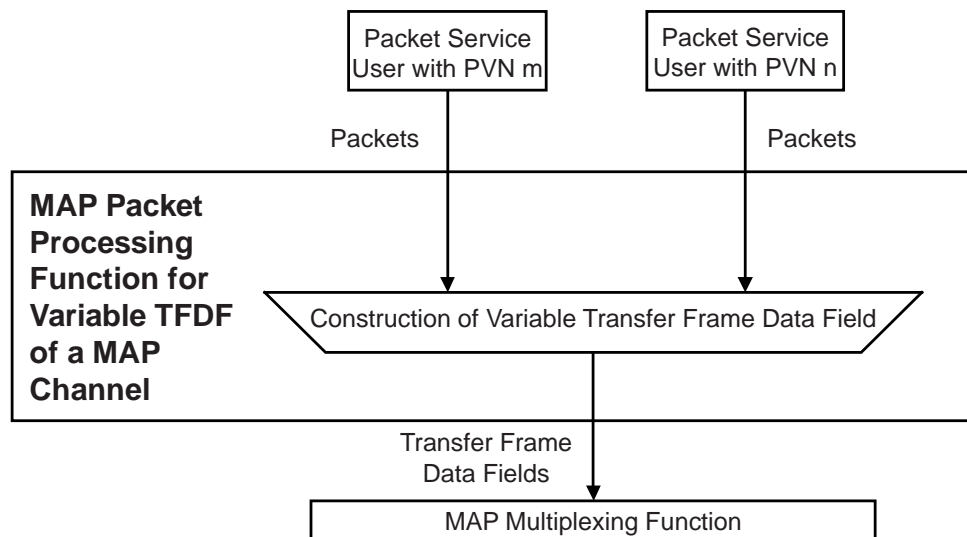 Packet Service
User with PVN m
Packet Service
User with PVN n
Packets
Packets
MAP Packet
Processing
Function for
Variable TFDF
of a MAP
Channel
Construction of Variable Transfer Frame Data Field
Transfer Frame
Data Fields
MAP Multiplexing Function